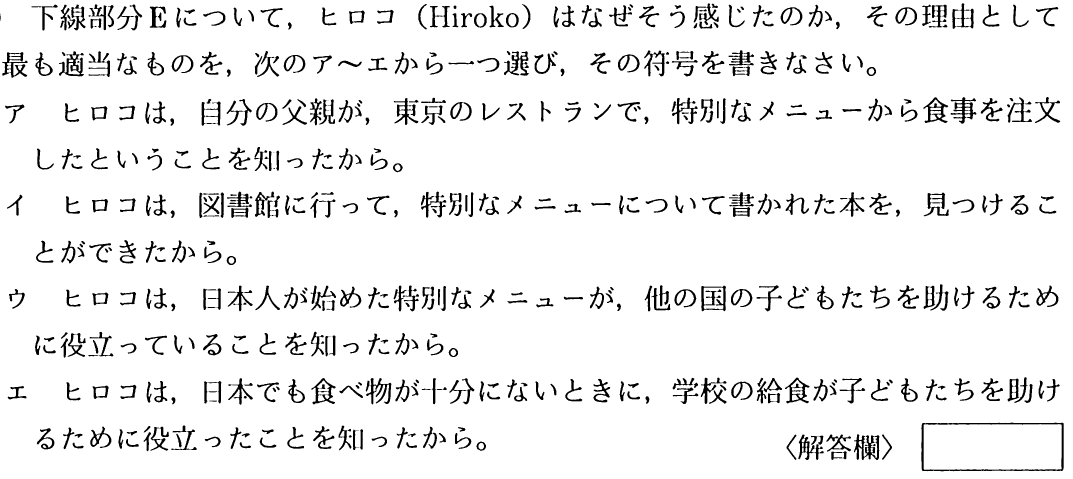 ) 下線部分Eについて，ヒロコ（Hiroko）はなぜそう感じたのか，その理由として
最も適当なものを，次のア〜エから一つ選び，その符号を書きなさい。
ア　ヒロコは，自分の父親が，東京のレストランで，特別なメニューから食事を注文
したということを知ったから。
イ　ヒロコは，図書館に行って，特別なメニューについて書かれた本を，見つけるこ
とができたから。
ウ　ヒロコは，日本人が始めた特別なメニューが，他の国の子どもたちを助けるため
に役立っていることを知ったから。
エ　ヒロコは，日本でも食べ物が十分にないときに，学校の給食が子どもたちを助け
るために役立ったことを知ったから。
〈解答欄〉